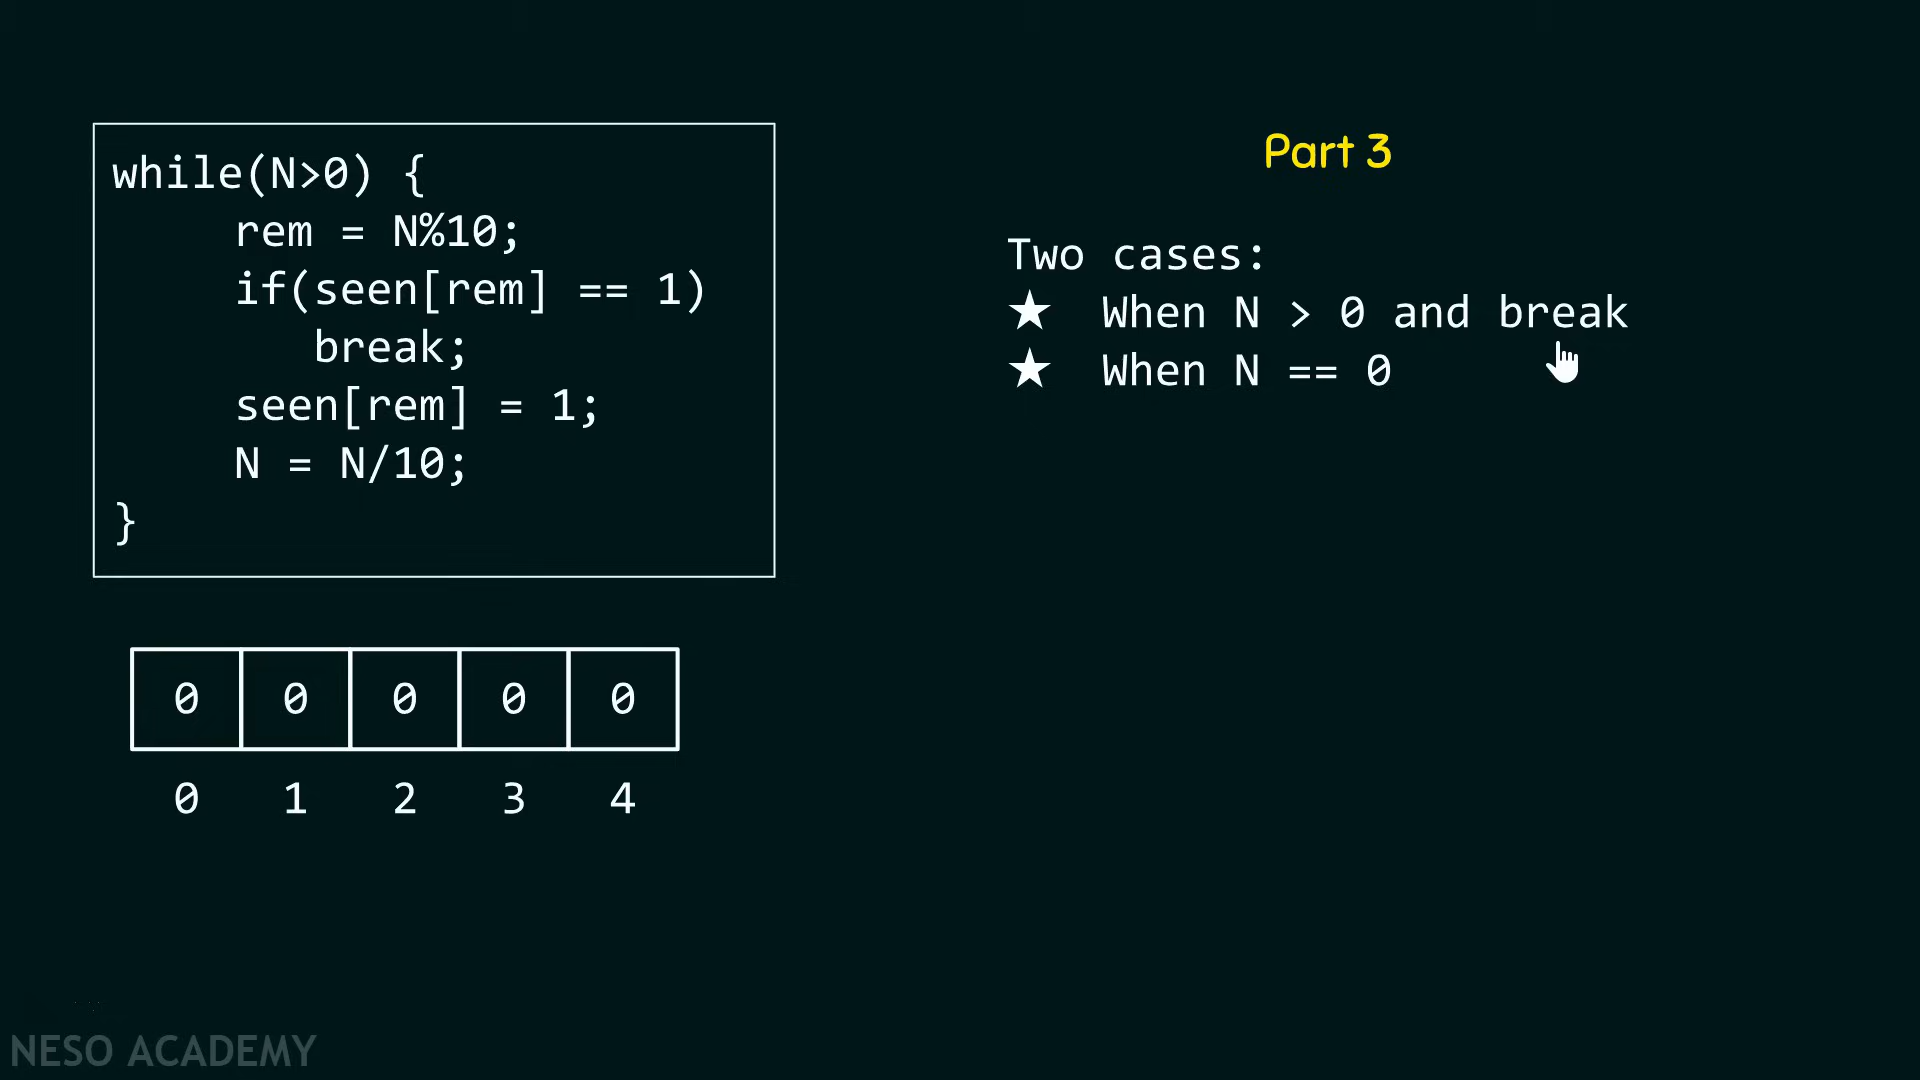 while(N>0) {
rem = N%10;
if(seen[rem] == 1)
break;
seen[rem] = 1;
N = N/10;
}
0 0 0 0 0
0 1 2 3 4
Part 3
Two cases:
★ When N > 0 and break
★ When N == 0
NESO ACADEMY